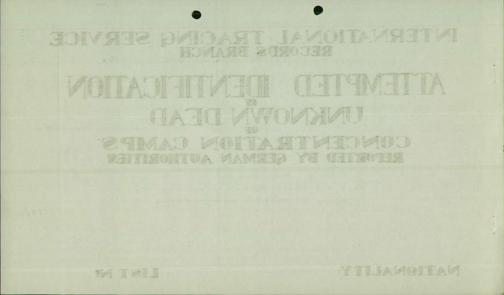 INTERNATIONAL TRACING SERVICE
RECORDS BRANCH
ATTEMPTED IDENTIFICATION
OF
UNKNOWN DEAD
OF
CONCENTRATION CAMPS
REPORTED BY GERMAN AUTHORITIES
NATIONALITY LIST Nº